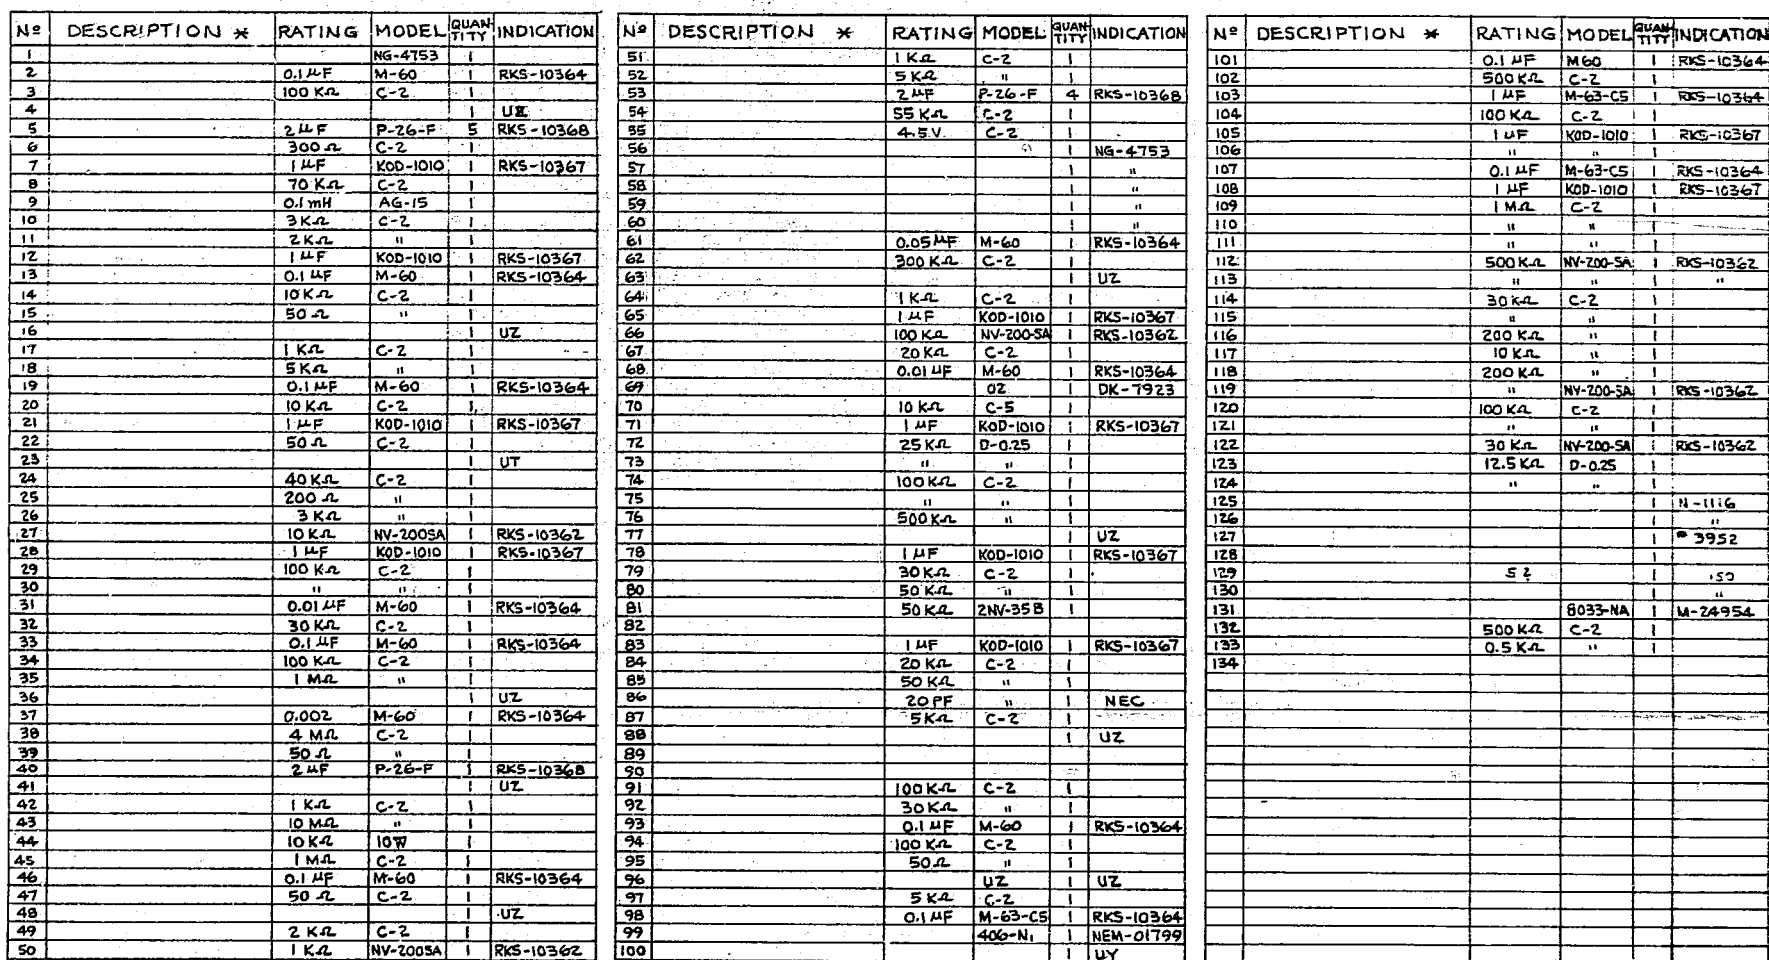 Nº DESCRIPTION * RATING MODEL QUANTITY INDICATION
1 NG-4753 1
2 0.1 μF M-60 1 RKS-10364
3 100 KΩ C-2 1
4 1
5 2 μF P-26-F 5 RKS-10368
6 300 Ω C-2 1
7 1 μF KOD-1010 1 RKS-10367
8 70 KΩ C-2 1
9 0.1 mH AG-15 1
10 3 KΩ C-2 1
11 2 KΩ " 1
12 1 μF KOD-1010 1 RKS-10367
13 0.1 μF M-60 1 RKS-10364
14 10 KΩ C-2 1
15 50 Ω " 1
16 1 UZ
17 1 KΩ C-2 1
18 5 KΩ " 1
19 0.1 μF M-60 1 RKS-10364
20 10 KΩ C-2 1
21 1 μF KOD-1010 1 RKS-10367
22 50 Ω C-2 1
23 1 UT
24 40 KΩ C-2 1
25 200 Ω " 1
26 3 KΩ " 1
27 10 KΩ NV-200SA 1 RKS-10362
28 1 μF KOD-1010 1 RKS-10367
29 100 KΩ C-2 1
30 " " 1
31 0.01 μF M-60 1 RKS-10364
32 30 KΩ C-2 1
33 0.1 μF M-60 1 RKS-10364
34 100 KΩ C-2 1
35 1 MΩ " 1
36 1 UZ
37 0.002 M-60 1 RKS-10364
38 4 MΩ C-2 1
39 50 Ω " 1
40 2 μF P-26-F 1 RKS-10368
41 1 UZ
42 1 KΩ C-2 1
43 10 MΩ " 1
44 10 KΩ 10W 1
45 1 MΩ C-2 1
46 0.1 μF M-60 1 RKS-10364
47 50 Ω C-2 1
48 1 UZ
49 2 KΩ C-2 1
50 1 KΩ NV-200SA 1 RKS-10362
Nº DESCRIPTION * RATING MODEL QUANTITY INDICATION
51 1 KΩ C-2 1
52 5 KΩ " 1
53 2 μF P-26-F 4 RKS-10368
54 55 KΩ C-2 1
55 4.5 V C-2 1
56 1 NG-4753
57 1 "
58 1 "
59 1 "
60 1 "
61 0.05 μF M-60 1 RKS-10364
62 300 KΩ C-2 1
63 1 UZ
64 1 KΩ C-2 1
65 1 μF KOD-1010 1 RKS-10367
66 100 KΩ NV-200-SA 1 RKS-10362
67 20 KΩ C-2 1
68 0.01 μF M-60 1 RKS-10364
69 OZ 1 DK-7923
70 10 KΩ C-5 1
71 1 μF KOD-1010 1 RKS-10367
72 25 KΩ D-0.25 1
73 " " 1
74 100 KΩ C-2 1
75 " " 1
76 500 KΩ " 1
77 1 UZ
78 1 μF KOD-1010 1 RKS-10367
79 30 KΩ C-2 1
80 50 KΩ " 1
81 50 KΩ 2NV-35B 1
82
83 1 μF KOD-1010 1 RKS-10367
84 20 KΩ C-2 1
85 50 KΩ " 1
86 20 PF " 1 NEC
87 5 KΩ C-2 1
88 1 UZ
89
90
91 100 KΩ C-2 1
92 30 KΩ " 1
93 0.1 μF M-60 1 RKS-10364
94 100 KΩ C-2 1
95 50 Ω " 1
96 UZ 1 UZ
97 5 KΩ C-2 1
98 0.1 μF M-63-C5 1 RKS-10364
99 406-N1 1 NEM-01799
100 1 UY
Nº DESCRIPTION * RATING MODEL QUANTITY INDICATION
101 0.1 μF M60 1 RKS-10364
102 500 KΩ C-2 1
103 1 μF M-63-C5 1 RKS-10364
104 100 KΩ C-2 1
105 1 μF KOD-1010 1 RKS-10367
106 " " 1
107 0.1 μF M-63-C5 1 RKS-10364
108 1 μF KOD-1010 1 RKS-10367
109 1 MΩ C-2 1
110 " " 1
111 " " 1
112 500 KΩ NV-200-SA 1 RKS-10362
113 " " 1 "
114 30 KΩ C-2 1
115 " " 1
116 200 KΩ " 1
117 10 KΩ " 1
118 200 KΩ " 1
119 " NV-200-SA 1 RKS-10362
120 100 KΩ C-2 1
121 " " 1
122 30 KΩ NV-200-SA 1 RKS-10362
123 12.5 KΩ D-0.25 1
124 " " 1
125 1 N-1116
126 1 "
127 1 3952
128 1
129 1
130 1 "
131 8033-NA 1 M-24954
132 500 KΩ C-2 1
133 0.5 KΩ " 1
134